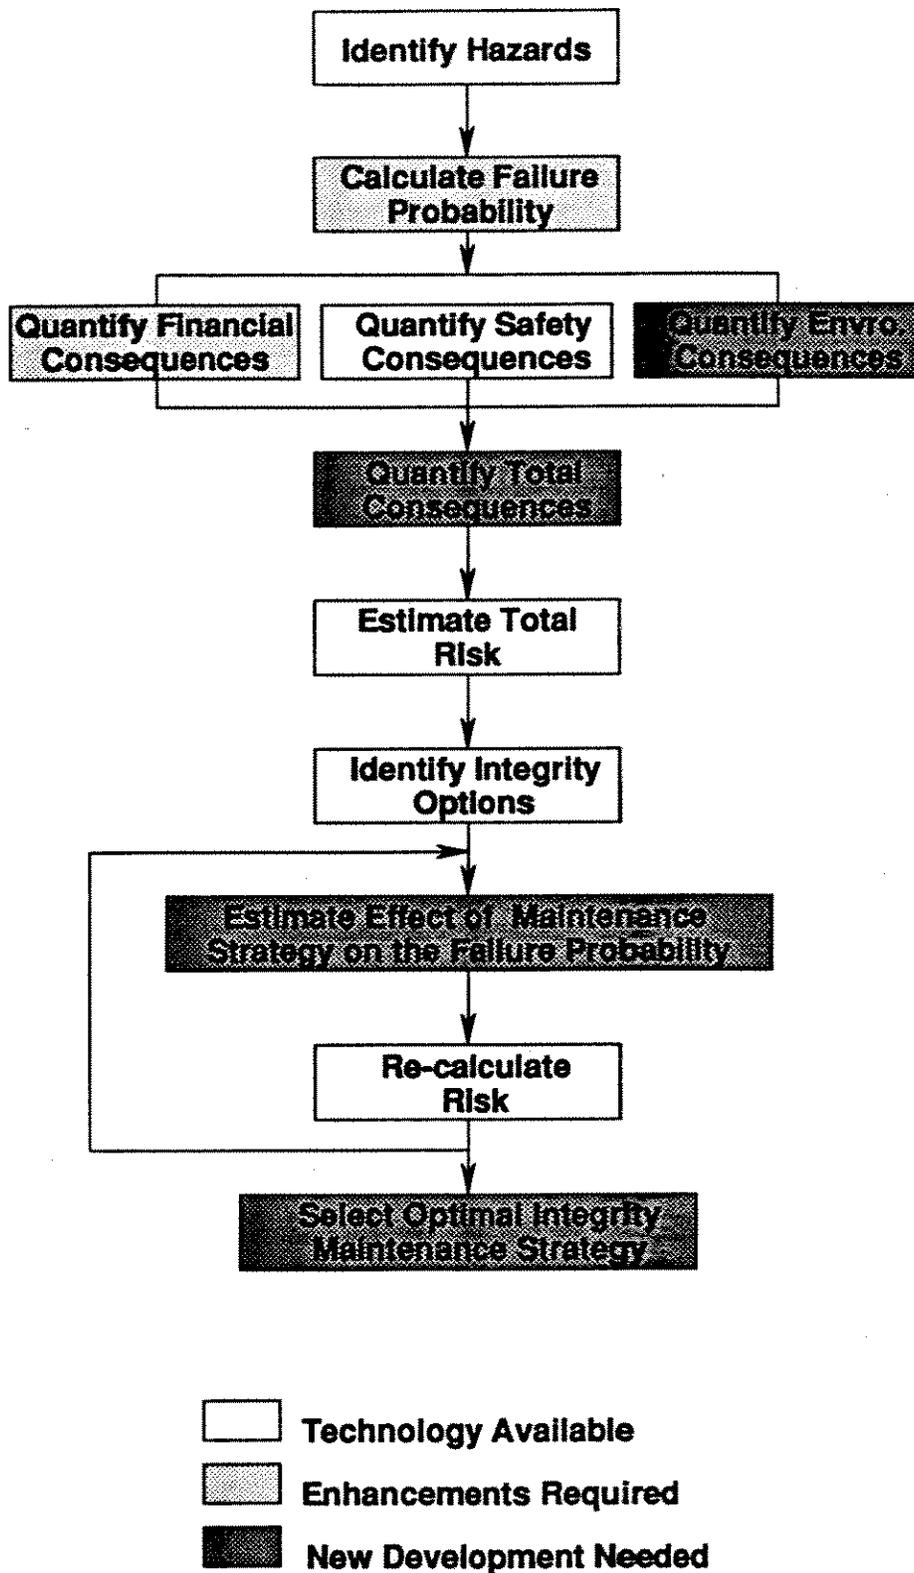 Identify Hazards
Calculate Failure
Probability
Quantify Financial
Consequences
Quantify Safety
Consequences
Quantify Envro.
Consequences
Quantify Total
Consequences
Estimate Total
Risk
Identify Integrity
Options
Estimate Effect of Maintenance
Strategy on the Failure Probability
Re-calculate
Risk
Select Optimal Integrity
Maintenance Strategy
Technology Available
Enhancements Required
New Development Needed